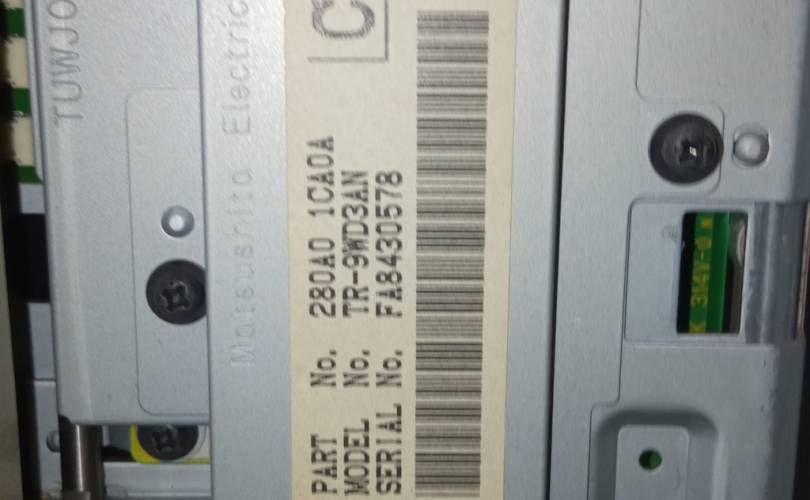 TUWJO
Matsushita Electric
C
PART No. 280A0 1CA0A
MODEL No. TR-9WD3AN
SERIAL No. FA8430578